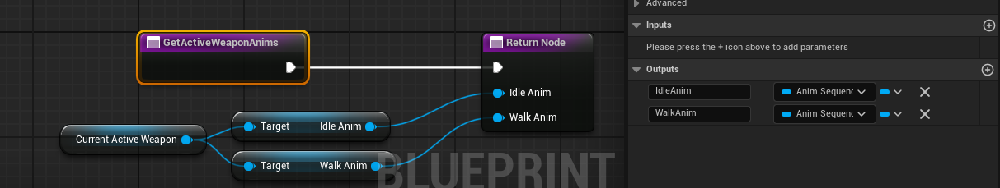 GetActiveWeaponAnims
Return Node
Idle Anim
Walk Anim
Current Active Weapon
Target Idle Anim
Target Walk Anim
BLUEPRINT
Advanced
Inputs
Please press the + icon above to add parameters
Outputs
IdleAnim Anim Sequenc
WalkAnim Anim Sequenc